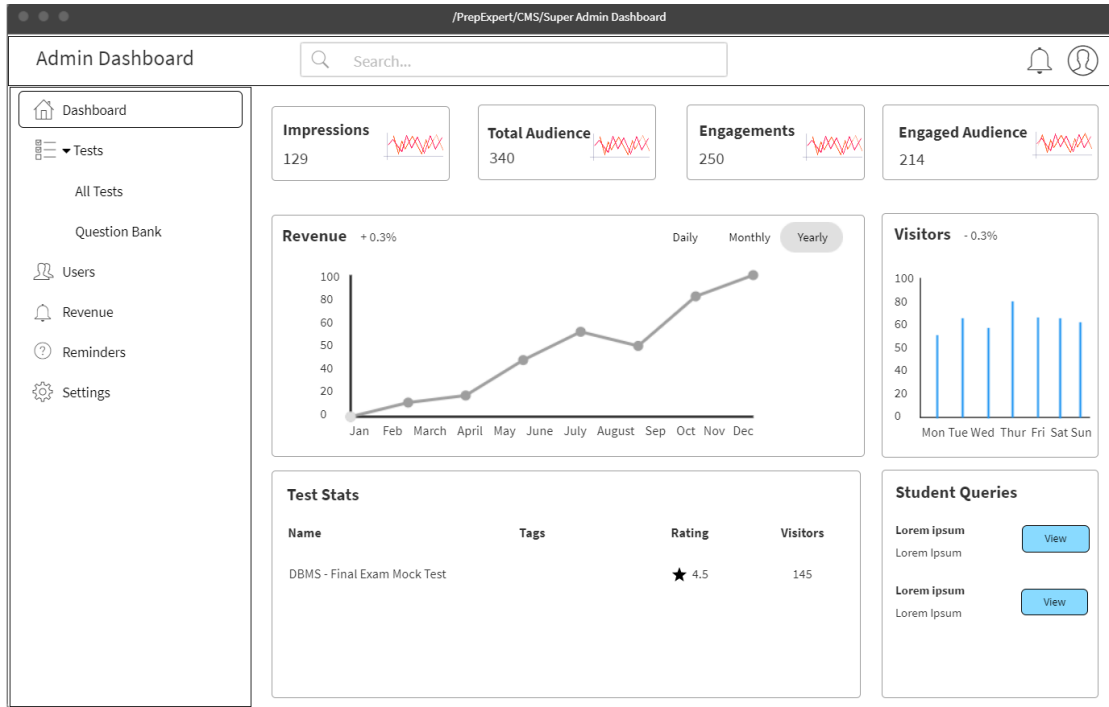 /PrepExpert/CMS/Super Admin Dashboard
Admin Dashboard
Search...
Dashboard
Tests
All Tests
Question Bank
Users
Revenue
Reminders
Settings
Impressions
129
Total Audience
340
Engagements
250
Engaged Audience
214
Revenue + 0.3% Daily Monthly Yearly
100
80
60
50
40
20
0
Jan Feb March April May June July August Sep Oct Nov Dec
Visitors - 0.3%
100
80
60
50
40
20
0
Mon Tue Wed Thur Fri Sat Sun
Test Stats
Name Tags Rating Visitors
DBMS - Final Exam Mock Test 4.5 145
Student Queries
Lorem ipsum
Lorem Ipsum
View
Lorem ipsum
Lorem Ipsum
View